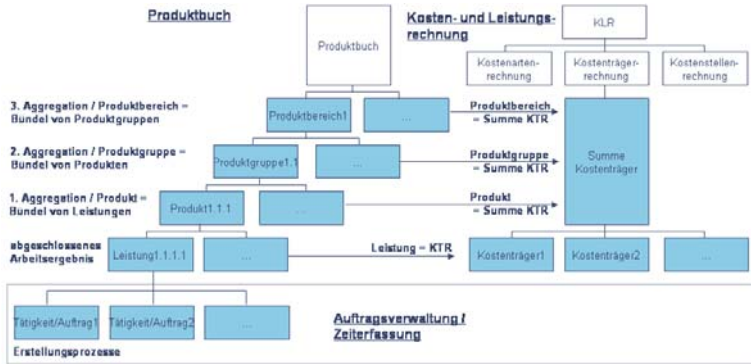 Produktbuch
Kosten- und Leistungs-
rechnung
KLR
Produktbuch
Kostenarten-
rechnung
Kostenträger-
rechnung
Kostenstellen-
rechnung
3. Aggregation / Produktbereich =
Bundel von Produktgruppen
Produktbereich1
...
Produktbereich
= Summe KTR
2. Aggregation / Produktgruppe =
Bundel von Produkten
Produktgruppe1.1
...
Produktgruppe
= Summe KTR
Summe
Kostenträger
1. Aggregation / Produkt =
Bundel von Leistungen
Produkt1.1.1
...
Produkt
= Summe KTR
abgeschlossenes
Arbeitsergebnis
Leistung1.1.1.1
...
Leistung = KTR
Kostenträger1
Kostenträger2
...
Tätigkeit/Auftrag1
Tätigkeit/Auftrag2
...
Auftragsverwaltung /
Zeiterfassung
Erstellungsprozesse